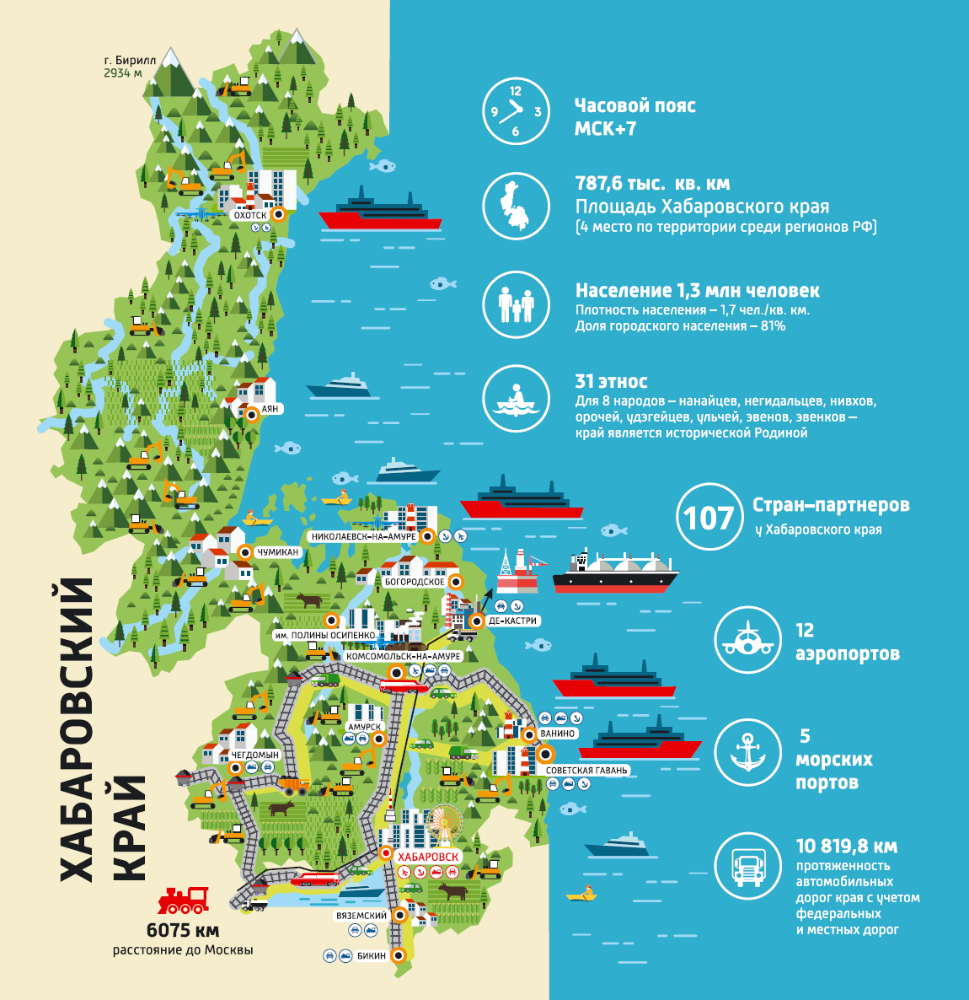 г. Бирилл
2934 м
12
9
3
6
Часовой пояс
МСК+7
787,6 тыс. кв. км
Площадь Хабаровского края
(4 место по территории среди регионов РФ)
ОХОТСК
Население 1,3 млн человек
Плотность населения – 1,7 чел./кв. км.
Доля городского населения – 81%
31 этнос
Для 8 народов – нанайцев, негидальцев, нивхов,
орочей, удэгейцев, ульчей, эвенов, эвенков –
край является исторической Родиной
АЯН
107
Стран–партнеров
у Хабаровского края
НИКОЛАЕВСК-НА-АМУРЕ
ЧУМИКАН
БОГОРОДСКОЕ
ДЕ-КАСТРИ
им. ПОЛИНЫ ОСИПЕНКО
КОМСОМОЛЬСК-НА-АМУРЕ
12
аэропортов
АМУРСК
ВАНИНО
ЧЕГДОМЫН
СОВЕТСКАЯ ГАВАНЬ
5
морских
портов
ХАБАРОВСКИЙ
КРАЙ
ХАБАРОВСК
10 819,8 км
протяженность
автомобильных
дорог края с учетом
федеральных
и местных дорог
ВЯЗЕМСКИЙ
БИКИН
6075 км
расстояние до Москвы